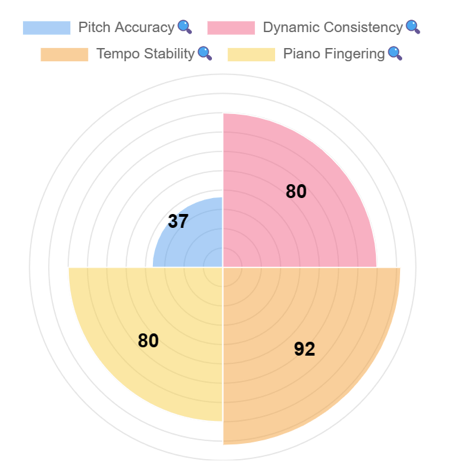 Pitch Accuracy🔍 Dynamic Consistency🔍
Tempo Stability🔍 Piano Fingering🔍
80
37
80
92